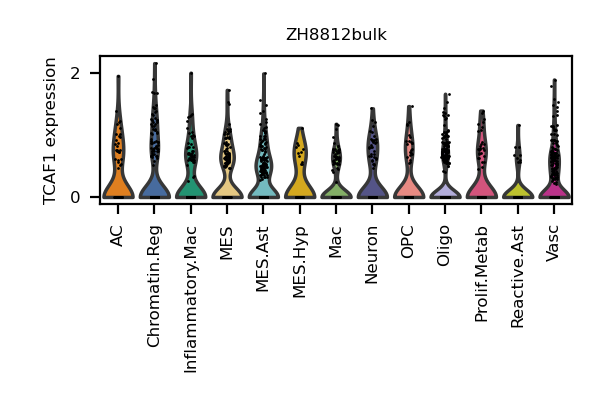 ZH8812bulk
TCAF1 expression
2
0
AC
Chromatin.Reg
Inflammatory.Mac
MES
MES.Ast
MES.Hyp
Mac
Neuron
OPC
Oligo
Prolif.Metab
Reactive.Ast
Vasc